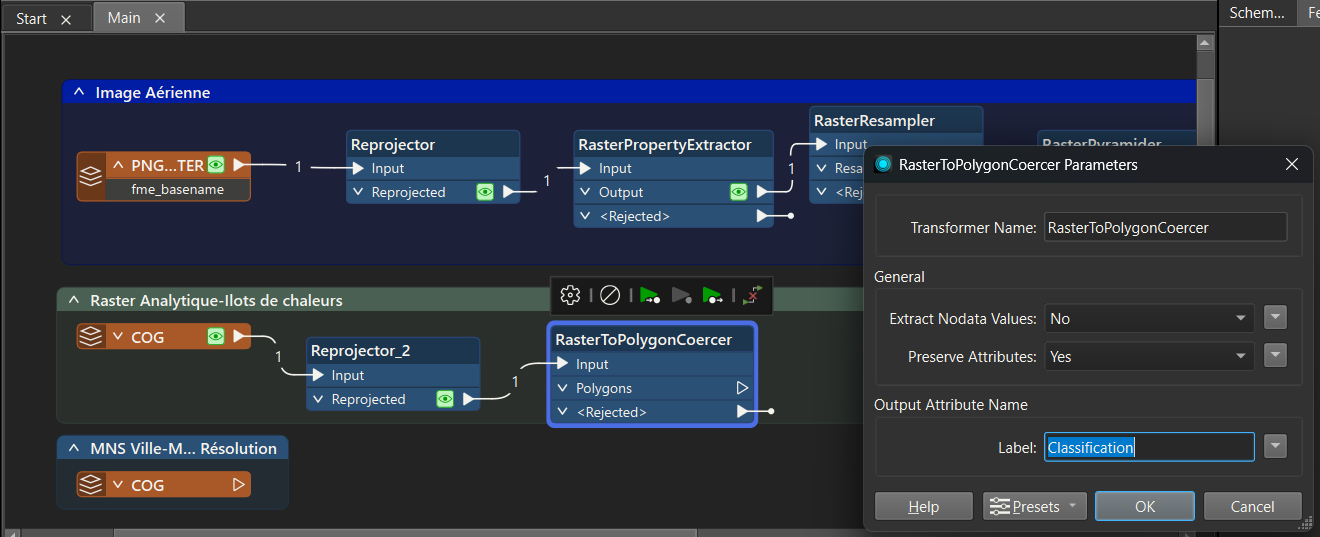 Start
Main
Schem...
Fe
Image Aérienne
PNG...TER
fme_basename
1
Reprojector
Input
Reprojected
1
RasterPropertyExtractor
Input
Output
<Rejected>
1
RasterResampler
Input
Resa
<Rej
RasterPyramider
Raster Analytique-Ilots de chaleurs
COG
1
Reprojector_2
Input
Reprojected
1
RasterToPolygonCoercer
Input
Polygons
<Rejected>
MNS Ville-M... Résolution
COG
RasterToPolygonCoercer Parameters
Transformer Name: RasterToPolygonCoercer
General
Extract Nodata Values: No
Preserve Attributes: Yes
Output Attribute Name
Label: Classification
Help
Presets
OK
Cancel